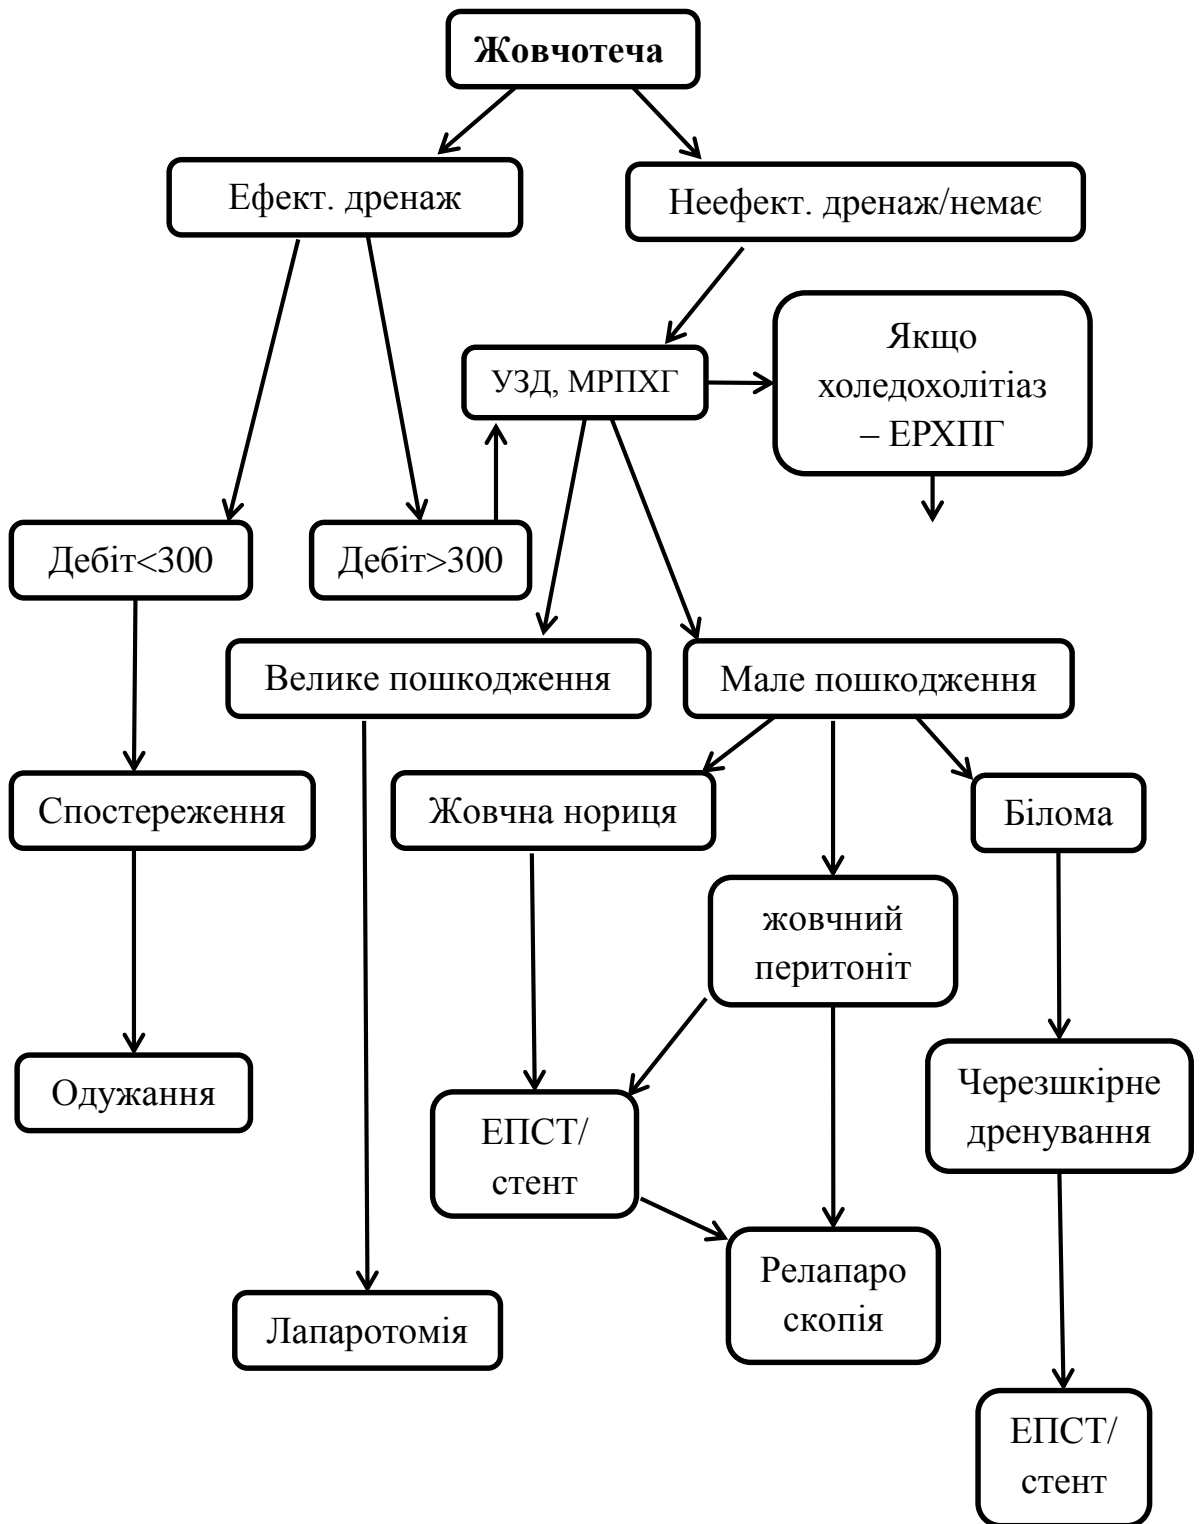 Жовчотеча
Ефект. дренаж
Неефект. дренаж/немає
Якщо
холедохолітіаз
– ЕРХПГ
УЗД, МРПХГ
Дебіт<300
Дебіт>300
Велике пошкодження
Мале пошкодження
Спостереження
Жовчна нориця
Білома
жовчний
перитоніт
Одужання
ЕПСТ/
стент
Черезшкірне
дренування
Релапаро
скопія
Лапаротомія
ЕПСТ/
стент